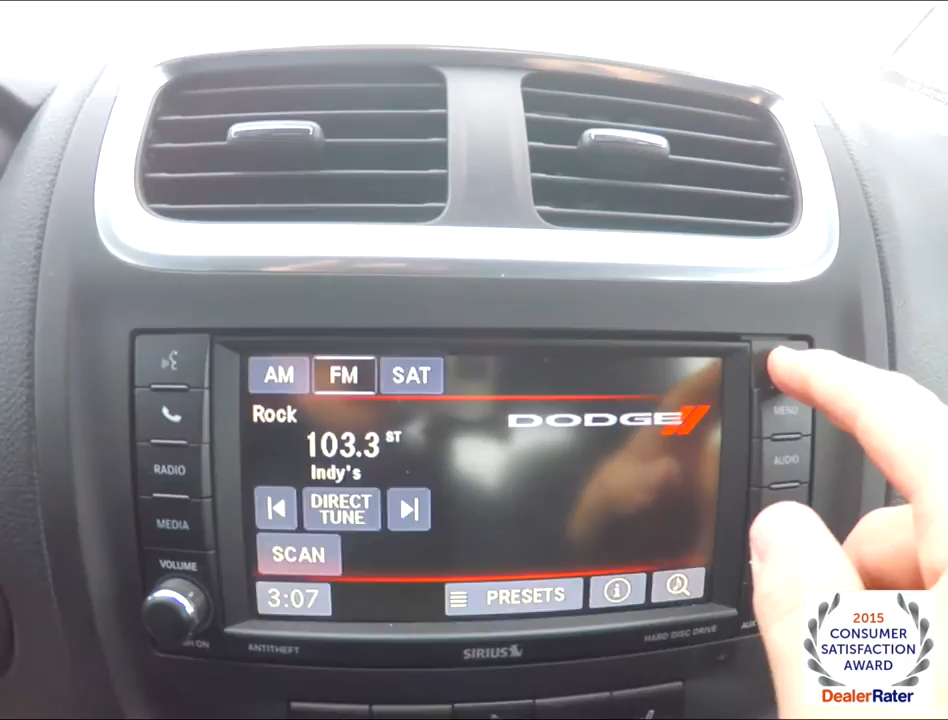 AM FM SAT
Rock
DODGE
103.3 ST
Indy's
DIRECT
TUNE
SCAN
3:07
PRESETS
RADIO
MEDIA
VOLUME
MENU
AUDIO
ANTITHEFT
SIRIUS
HARD DISC DRIVE
AUX
2015
CONSUMER
SATISFACTION
AWARD
DealerRater